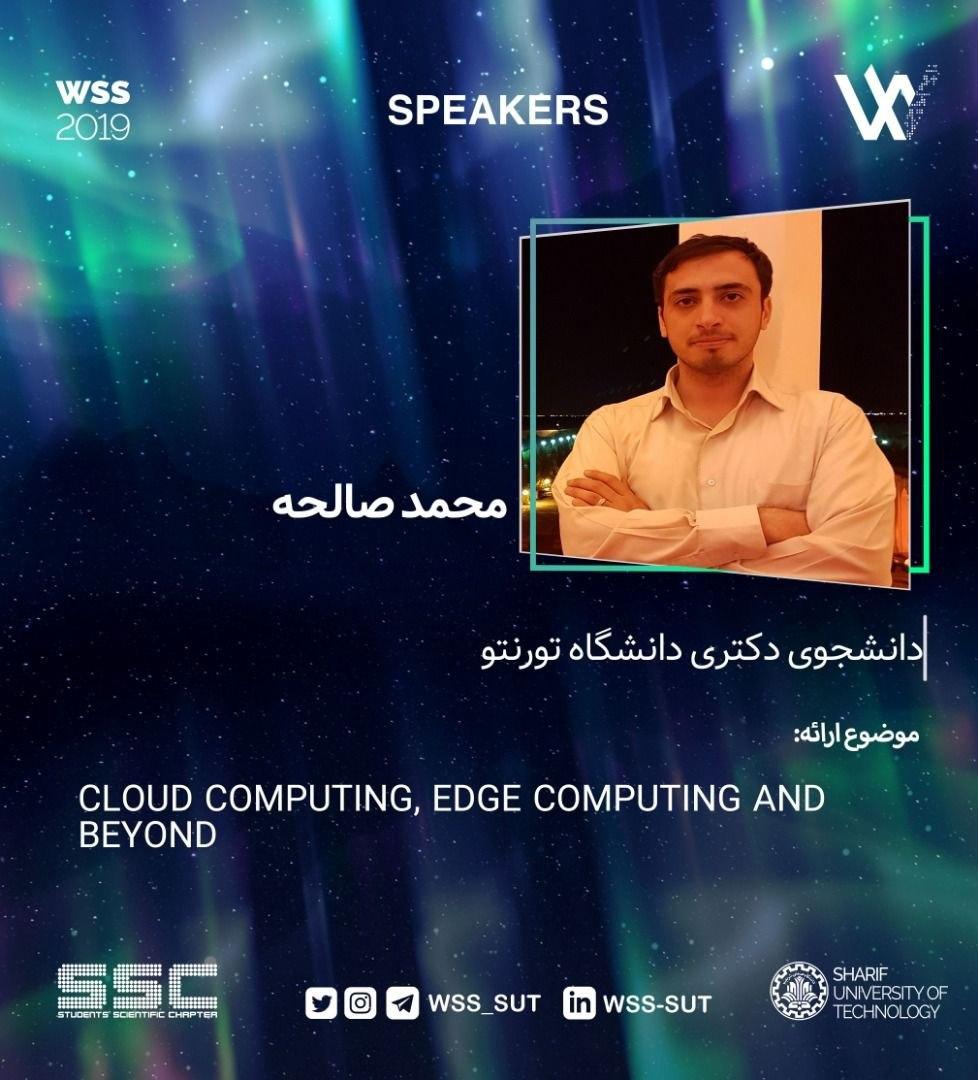 WSS
2019
SPEAKERS
محمد صالحه
دانشجوی دکتری دانشگاه تورنتو
موضوع ارائه:
CLOUD COMPUTING, EDGE COMPUTING AND
BEYOND
SSC
STUDENTS' SCIENTIFIC CHAPTER
WSS_SUT
in WSS-SUT
SHARIF
UNIVERSITY OF
TECHNOLOGY